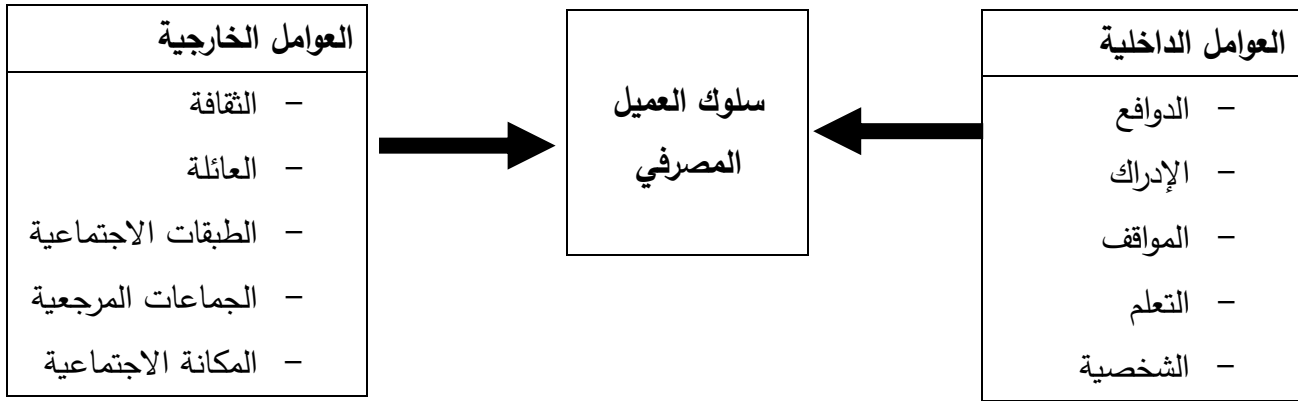 العوامل الداخلية
– الدوافع
– الإدراك
– المواقف
– التعلم
– الشخصية
سلوك العميل
المصرفي
العوامل الخارجية
– الثقافة
– العائلة
– الطبقات الاجتماعية
– الجماعات المرجعية
– المكانة الاجتماعية